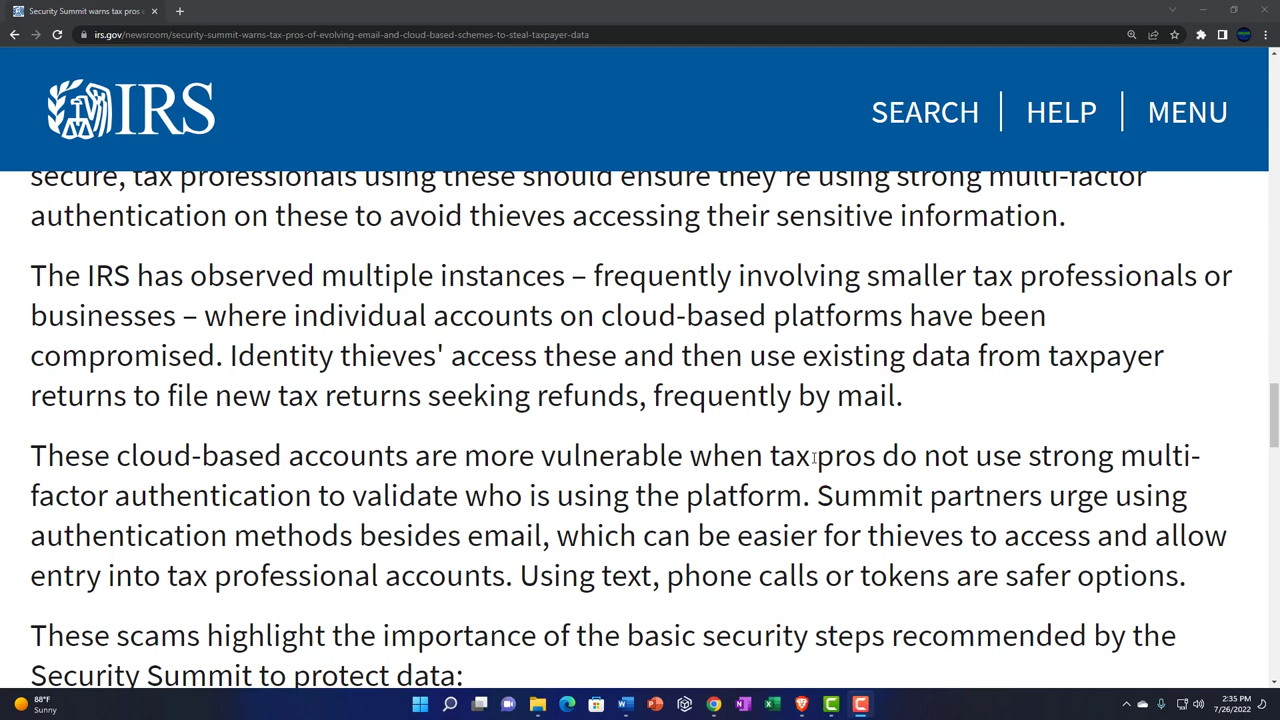 Security Summit warns tax pros
irs.gov/newsroom/security-summit-warns-tax-pros-of-evolving-email-and-cloud-based-schemes-to-steal-taxpayer-data
IRS
SEARCH
HELP
MENU
secure, tax professionals using these should ensure they're using strong multi-factor
authentication on these to avoid thieves accessing their sensitive information.
The IRS has observed multiple instances – frequently involving smaller tax professionals or
businesses – where individual accounts on cloud-based platforms have been
compromised. Identity thieves' access these and then use existing data from taxpayer
returns to file new tax returns seeking refunds, frequently by mail.
These cloud-based accounts are more vulnerable when tax pros do not use strong multi-
factor authentication to validate who is using the platform. Summit partners urge using
authentication methods besides email, which can be easier for thieves to access and allow
entry into tax professional accounts. Using text, phone calls or tokens are safer options.
These scams highlight the importance of the basic security steps recommended by the
Security Summit to protect data:
88°F
Sunny
2:35 PM
7/26/2022